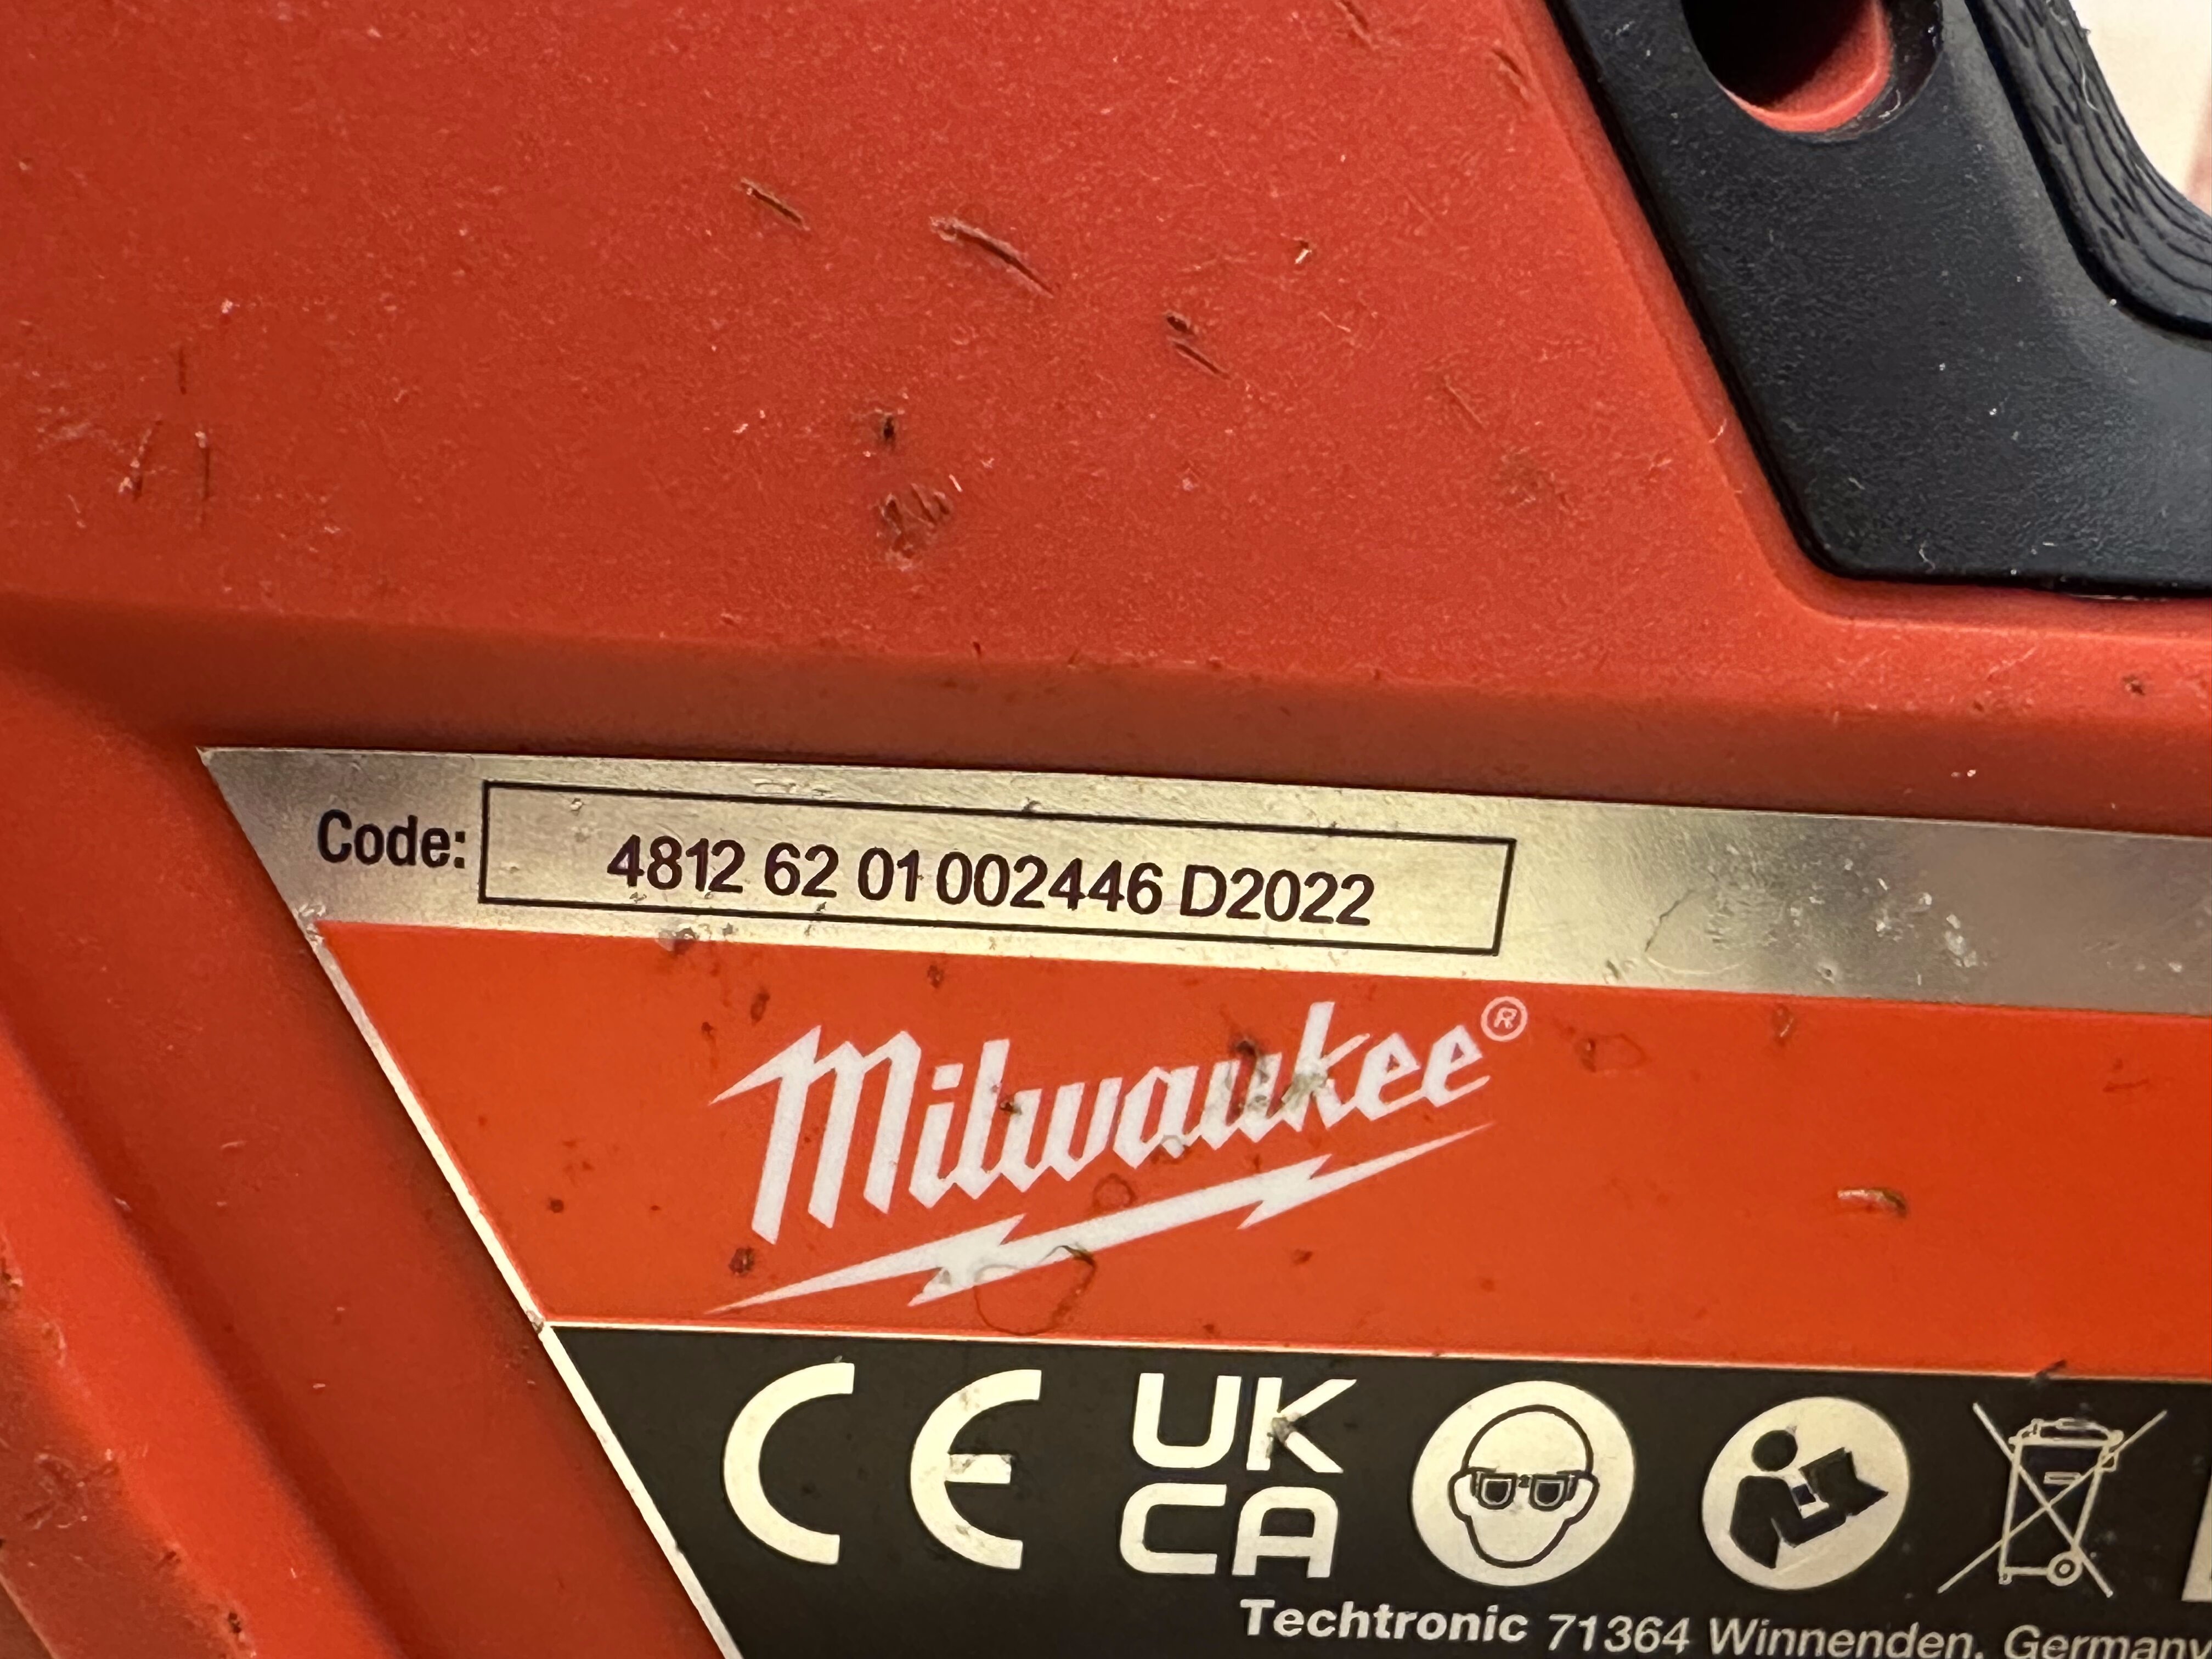 Code: 4812 62 01 002446 D2022
Milwaukee®
CE UK
CA
Techtronic 71364 Winnenden, Germany